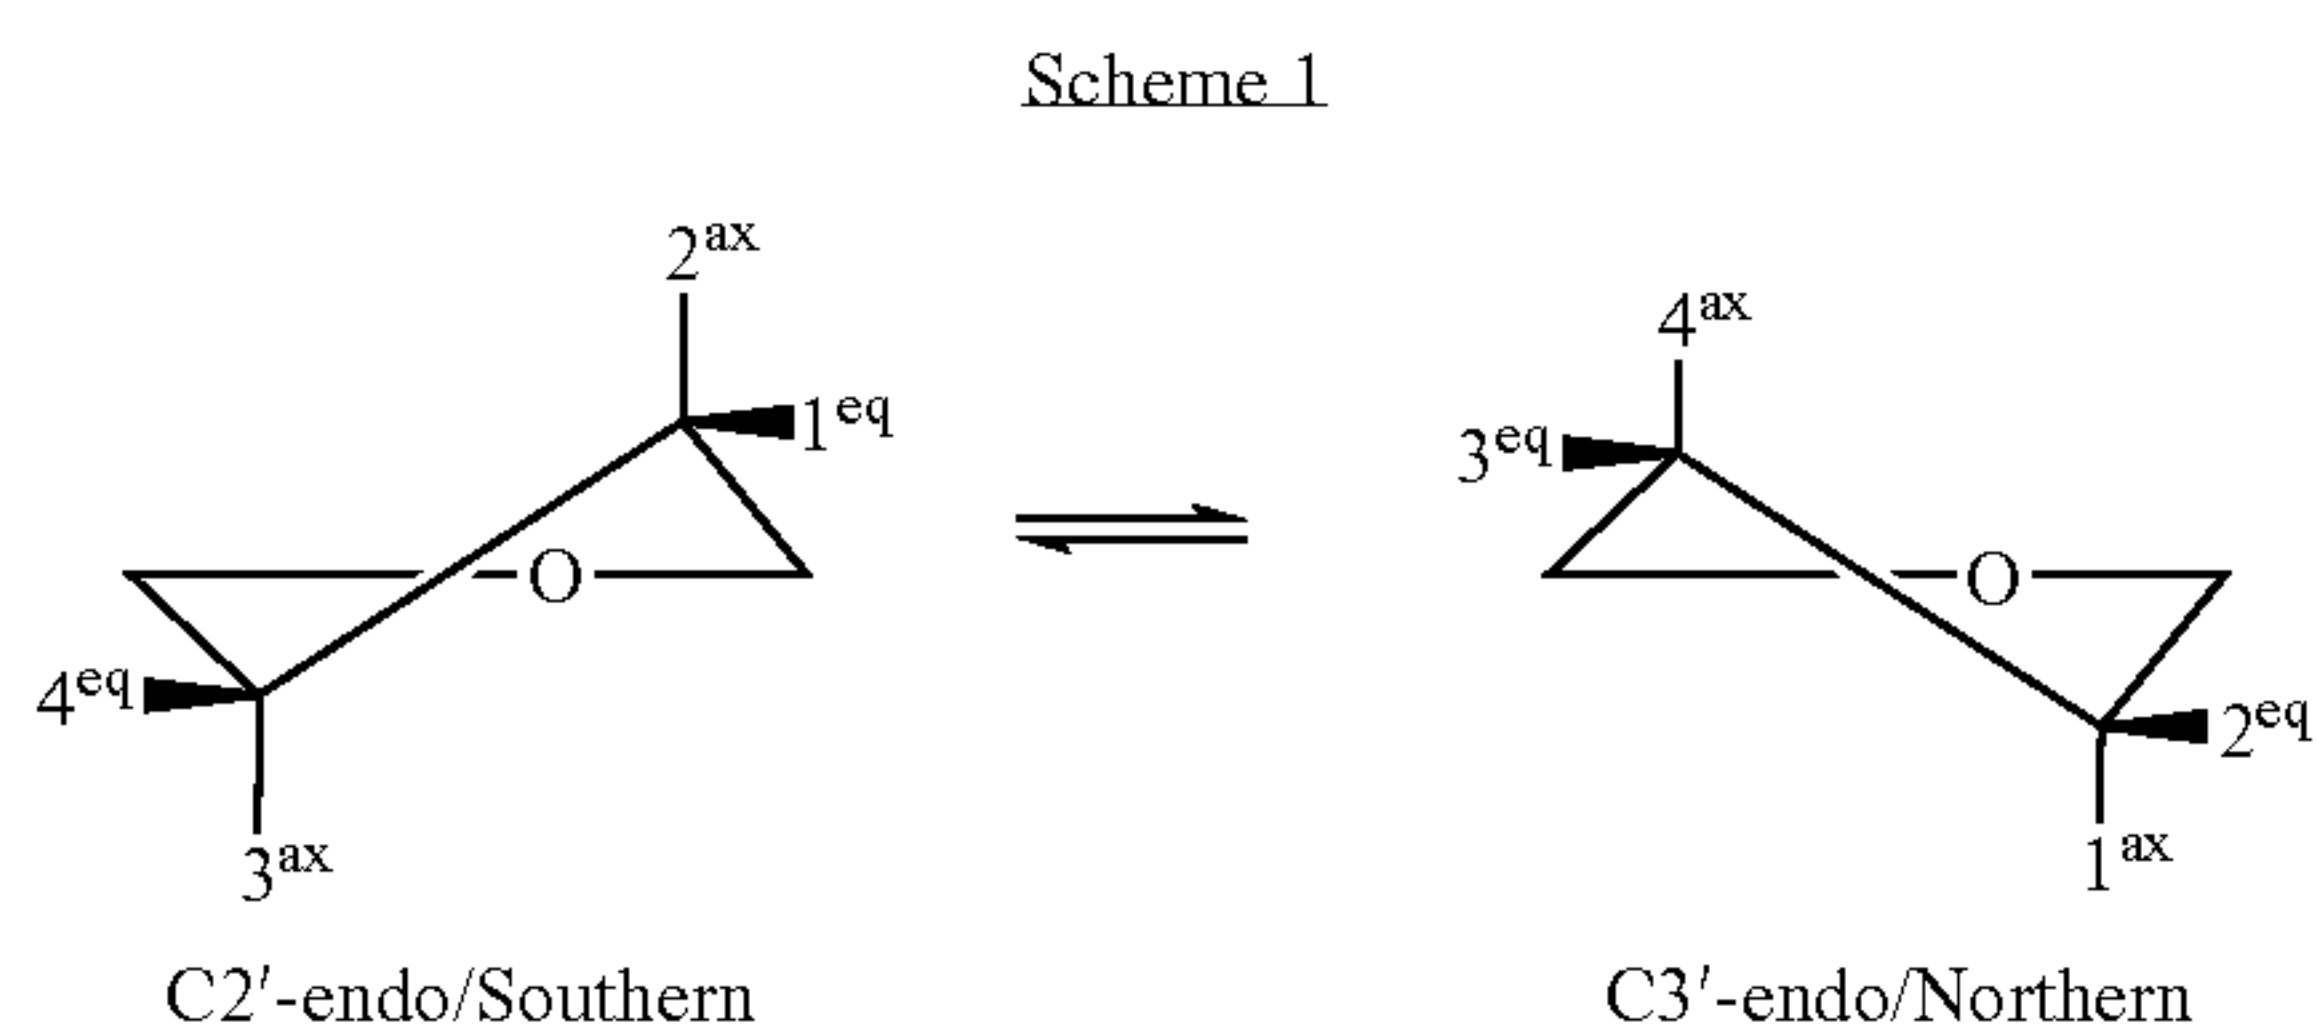 Scheme 1
2ax
4ax
1eq
3eq
O
O
4eq
2eq
3ax
1ax
C2′-endo/Southern
C3′-endo/Northern